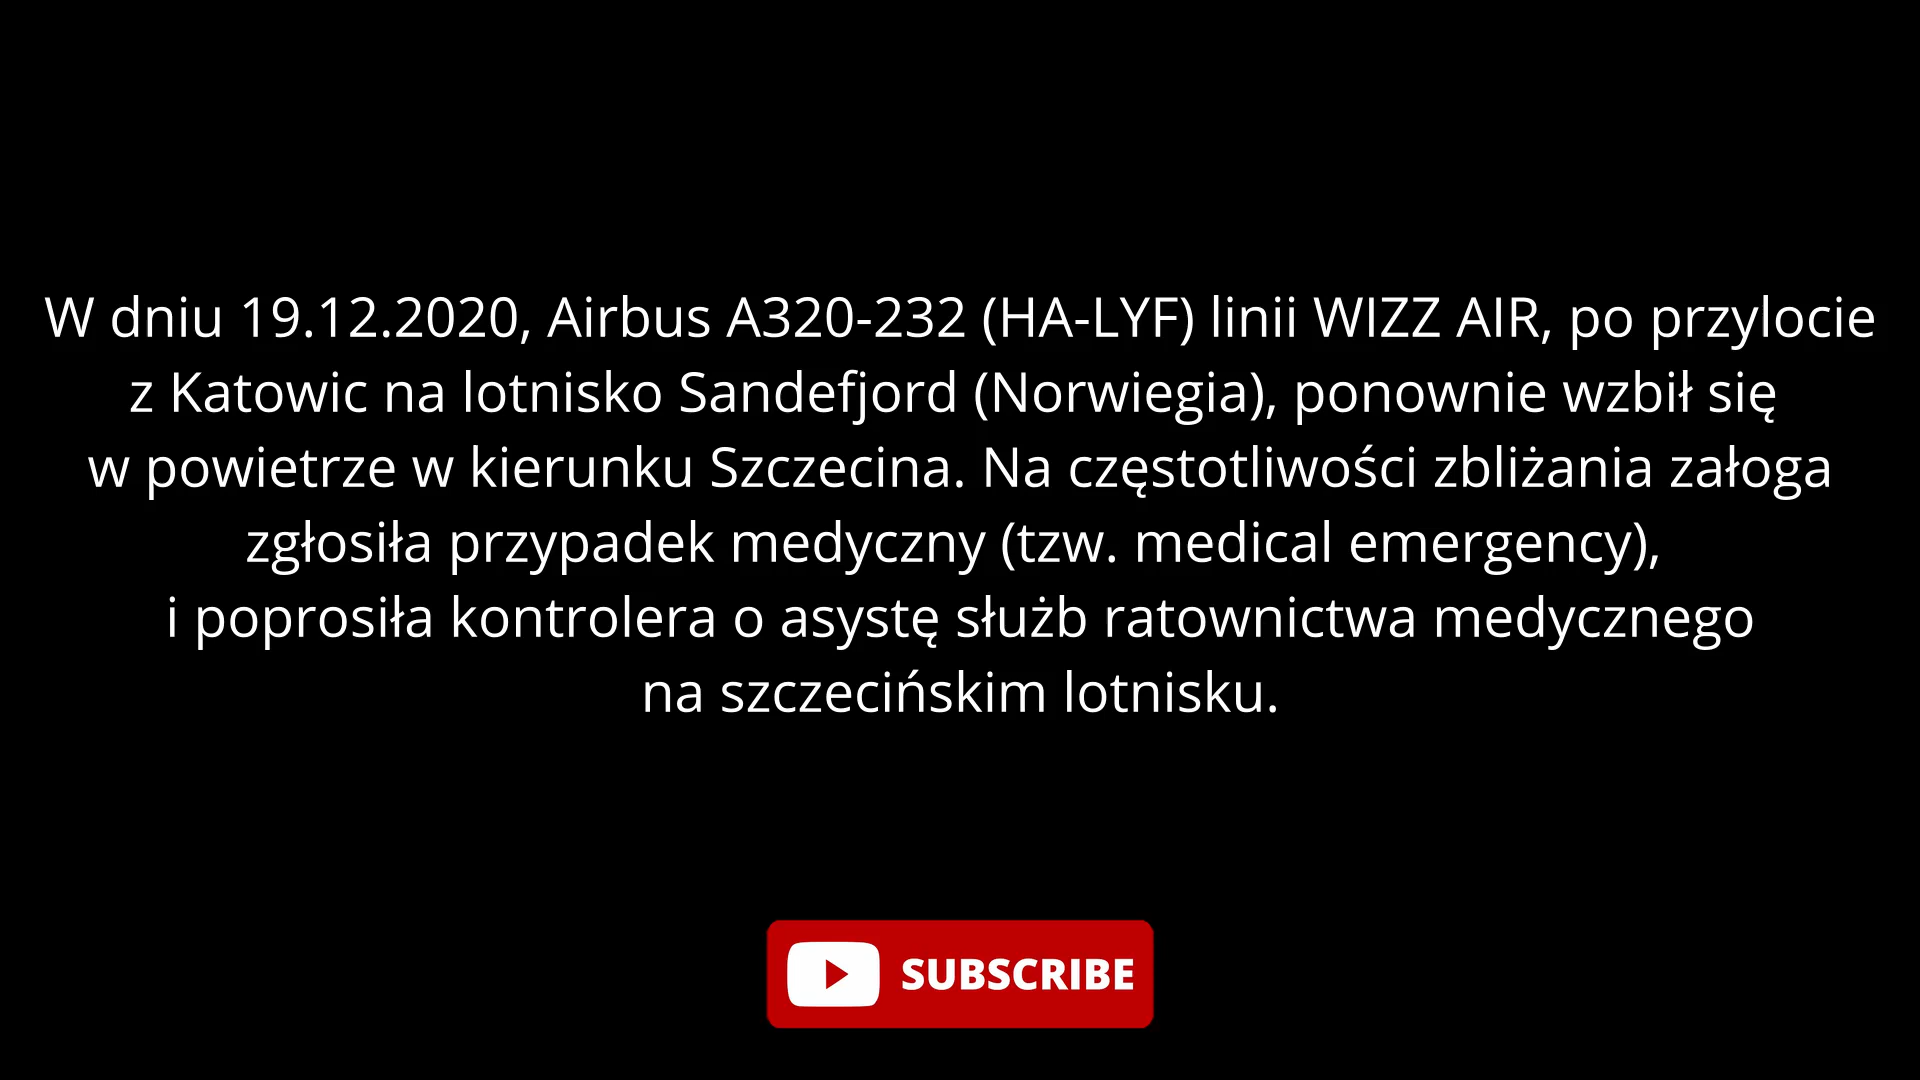 W dniu 19.12.2020, Airbus A320-232 (HA-LYF) linii WIZZ AIR, po przylocie
z Katowic na lotnisko Sandefjord (Norwiegia), ponownie wzbił się
w powietrze w kierunku Szczecina. Na częstotliwości zbliżania załoga
zgłosiła przypadek medyczny (tzw. medical emergency),
i poprosiła kontrolera o asystę służb ratownictwa medycznego
na szczecińskim lotnisku.
SUBSCRIBE